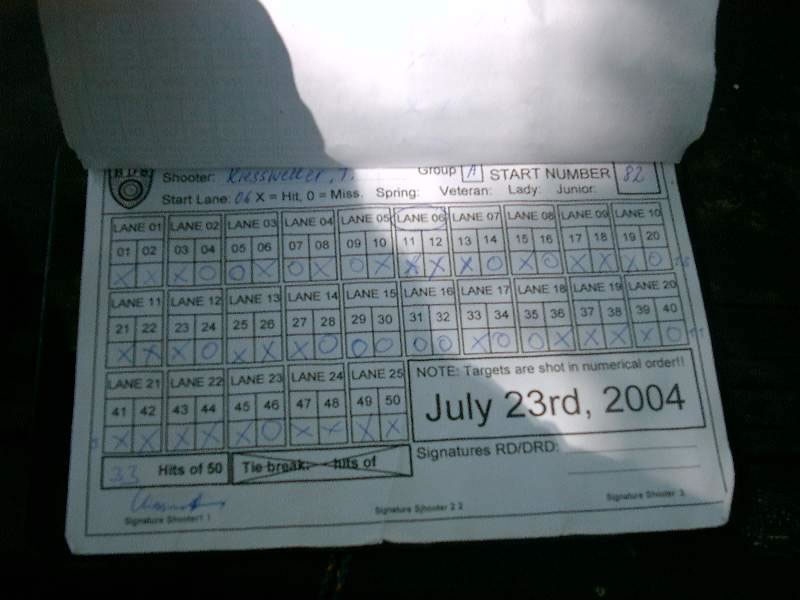 BDS
Shooter: Kiessweller, T. Group A START NUMBER 82
Start Lane: 06 X = Hit, 0 = Miss. Spring: Veteran: Lady: Junior:
LANE 01 LANE 02 LANE 03 LANE 04 LANE 05 LANE 06 LANE 07 LANE 08 LANE 09 LANE 10
01 02 03 04 05 06 07 08 09 10 11 12 13 14 15 16 17 18 19 20
X X X O O X O X O X X X X O X O X X X O
LANE 11 LANE 12 LANE 13 LANE 14 LANE 15 LANE 16 LANE 17 LANE 18 LANE 19 LANE 20
21 22 23 24 25 26 27 28 29 30 31 32 33 34 35 36 37 38 39 40
X X X O X X X O O O O O X O O X X X X O
LANE 21 LANE 22 LANE 23 LANE 24 LANE 25
41 42 43 44 45 46 47 48 49 50
X X X X X O X X X X
NOTE: Targets are shot in numerical order!!
July 23rd, 2004
33 Hits of 50 Tie break: hits of
Signatures RD/DRD:
Signature Shooter 1 Signature Shooter 2 Signature Shooter 3